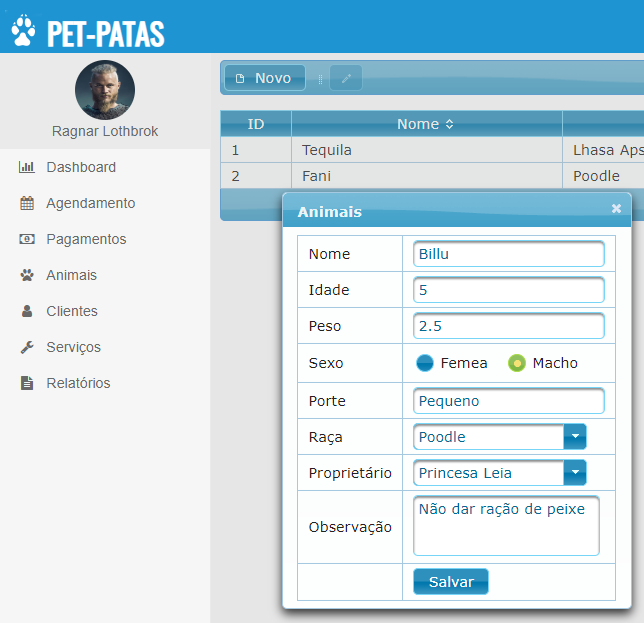 PET-PATAS
Ragnar Lothbrok
Dashboard
Agendamento
Pagamentos
Animais
Clientes
Serviços
Relatórios
Novo
ID Nome
1 Tequila Lhasa Aps
2 Fani Poodle
Animais
Nome Billu
Idade 5
Peso 2.5
Sexo Femea Macho
Porte Pequeno
Raça Poodle
Proprietário Princesa Leia
Observação Não dar ração de peixe
Salvar